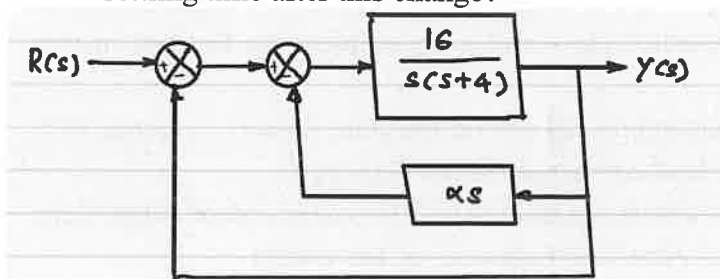 settling time after this change?
R(s) + - + - 16 Y(s)
s(s+4)
αs